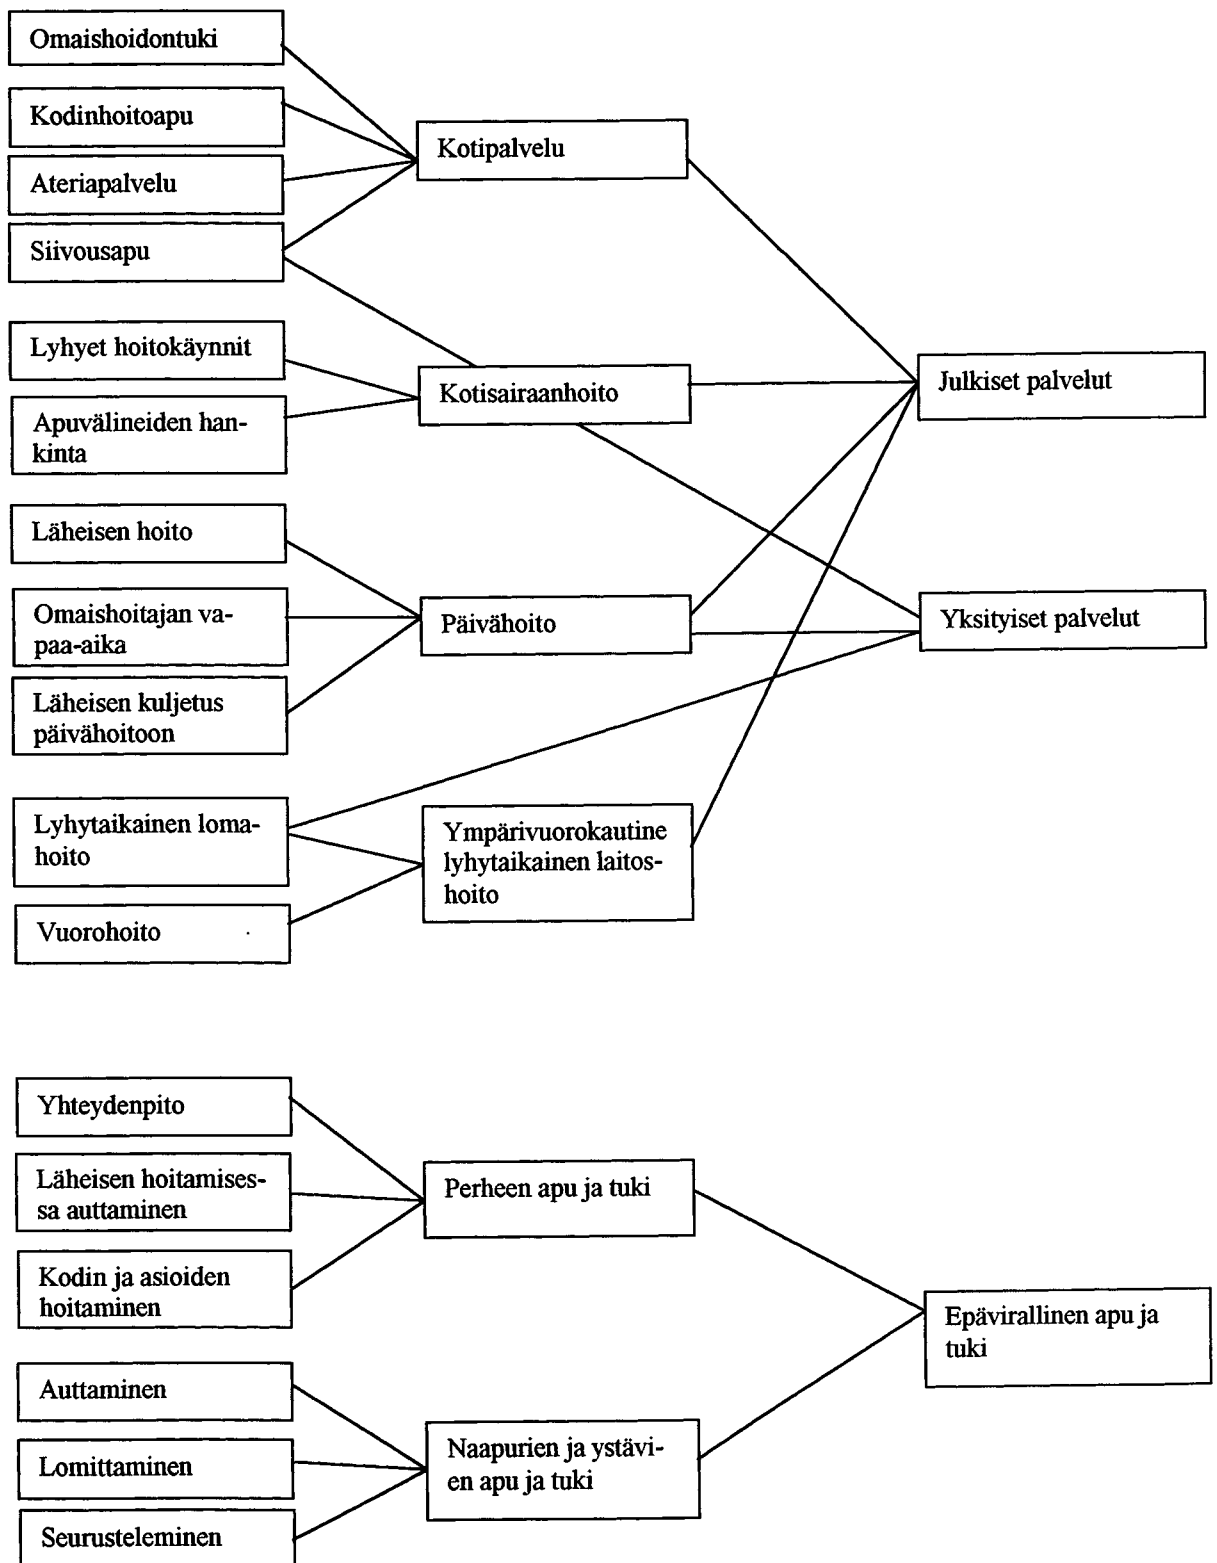 Omaishoidontuki
Kodinhoitoapu
Ateriapalvelu
Siivousapu
Kotipalvelu
Lyhyet hoitokäynnit
Apuvälineiden han-
kinta
Kotisairaanhoito
Julkiset palvelut
Läheisen hoito
Omaishoitajan va-
paa-aika
Läheisen kuljetus
päivähoitoon
Päivähoito
Yksityiset palvelut
Lyhytaikainen loma-
hoito
Vuorohoito
Ympärivuorokautine
lyhytaikainen laitos-
hoito
Yhteydenpito
Läheisen hoitamises-
sa auttaminen
Kodin ja asioiden
hoitaminen
Perheen apu ja tuki
Epävirallinen apu ja
tuki
Auttaminen
Lomittaminen
Seurusteleminen
Naapurien ja ystävi-
en apu ja tuki